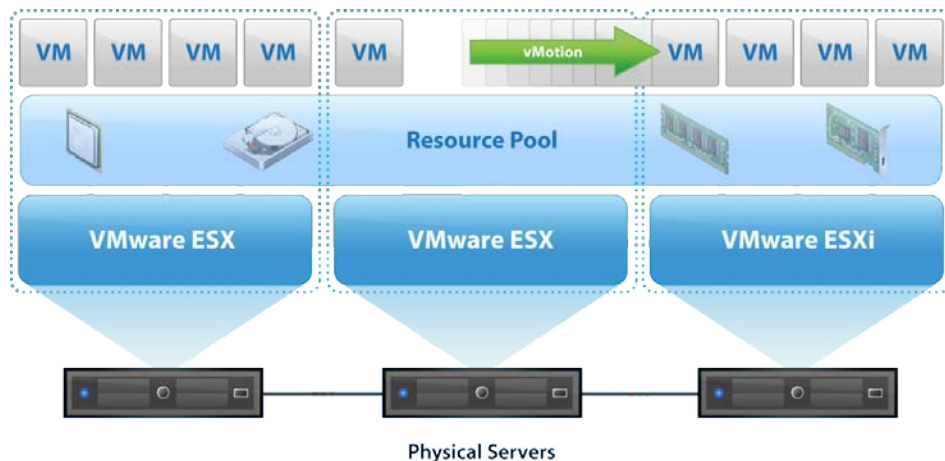 VM VM VM VM VM vMotion VM VM VM VM
Resource Pool
VMware ESX VMware ESX VMware ESXi
Physical Servers